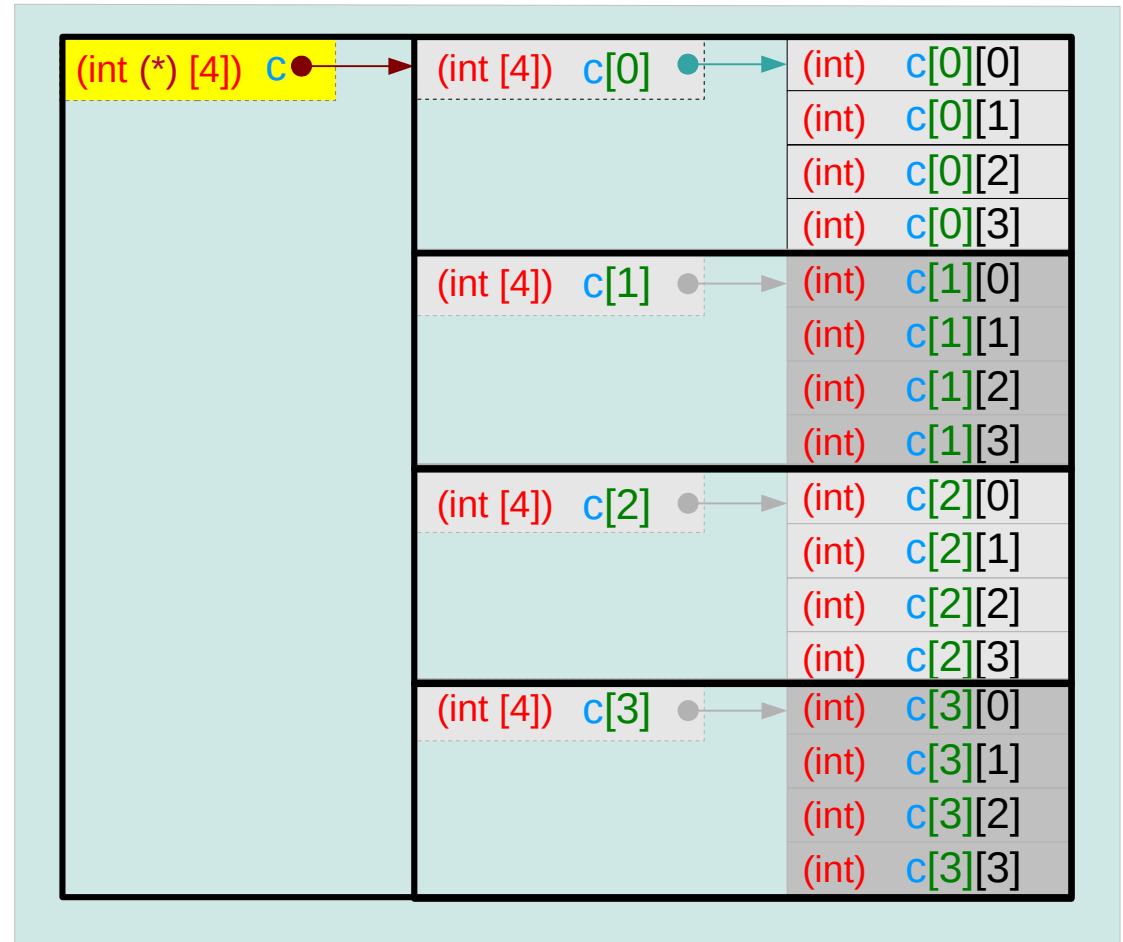 (int (*) [4]) c (int [4]) c[0] (int) c[0][0]
(int) c[0][1]
(int) c[0][2]
(int) c[0][3]
(int [4]) c[1] (int) c[1][0]
(int) c[1][1]
(int) c[1][2]
(int) c[1][3]
(int [4]) c[2] (int) c[2][0]
(int) c[2][1]
(int) c[2][2]
(int) c[2][3]
(int [4]) c[3] (int) c[3][0]
(int) c[3][1]
(int) c[3][2]
(int) c[3][3]